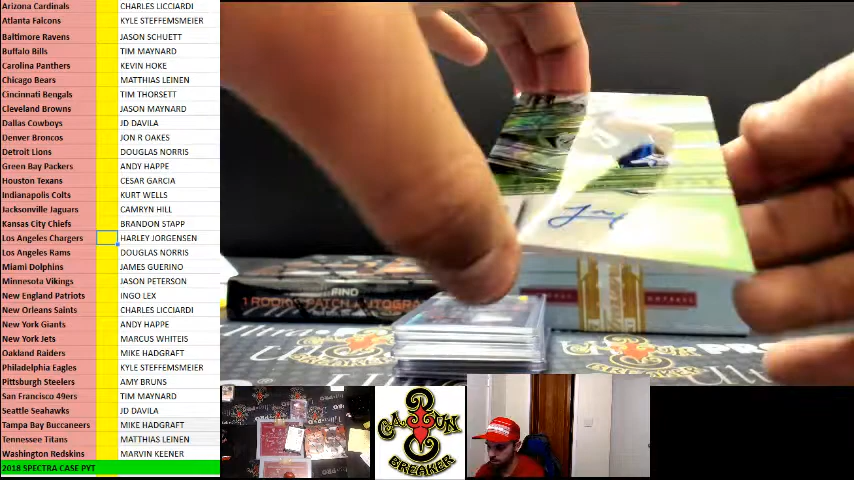 Arizona Cardinals CHARLES LICCIARDI
Atlanta Falcons KYLE STEFFEMSMEIER
Baltimore Ravens JASON SCHUETT
Buffalo Bills TIM MAYNARD
Carolina Panthers KEVIN HOKE
Chicago Bears MATTHIAS LEINEN
Cincinnati Bengals TIM THORSETT
Cleveland Browns JASON MAYNARD
Dallas Cowboys JD DAVILA
Denver Broncos JON R OAKES
Detroit Lions DOUGLAS NORRIS
Green Bay Packers ANDY HAPPE
Houston Texans CESAR GARCIA
Indianapolis Colts KURT WELLS
Jacksonville Jaguars CAMRYN HILL
Kansas City Chiefs BRANDON STAPP
Los Angeles Chargers HARLEY JORGENSEN
Los Angeles Rams DOUGLAS NORRIS
Miami Dolphins JAMES GUERINO
Minnesota Vikings JASON PETERSON
New England Patriots INGO LEX
New Orleans Saints CHARLES LICCIARDI
New York Giants ANDY HAPPE
New York Jets MARCUS WHITEIS
Oakland Raiders MIKE HADGRAFT
Philadelphia Eagles KYLE STEFFEMSMEIER
Pittsburgh Steelers AMY BRUNS
San Francisco 49ers TIM MAYNARD
Seattle Seahawks JD DAVILA
Tampa Bay Buccaneers MIKE HADGRAFT
Tennessee Titans MATTHIAS LEINEN
Washington Redskins MARVIN KEENER
2018 SPECTRA CASE PYT
FIND
1 ROOKIE PATCH AUTOGRA
PRO
BREAKER